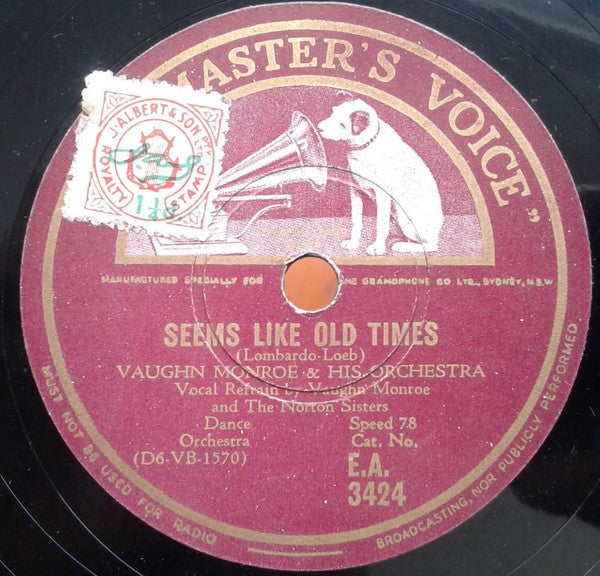 MASTER'S VOICE"
J. ALBERT & SON
ROYALTY STAMP
MANUFACTURED SPECIALLY FOR
GRAMOPHONE CO LTD., SYDNEY, N.S.W
SEEMS LIKE OLD TIMES
(Lombardo-Loeb)
VAUGHN MONROE & HIS ORCHESTRA
Vocal Refrain by Vaughn Monroe
and The Norton Sisters
Dance Speed 78
Orchestra Cat. No.
(D6-VB-1570) E.A.
3424
MUST NOT BE USED FOR RADIO
BROADCASTING, NOR PUBLICLY PERFORMED